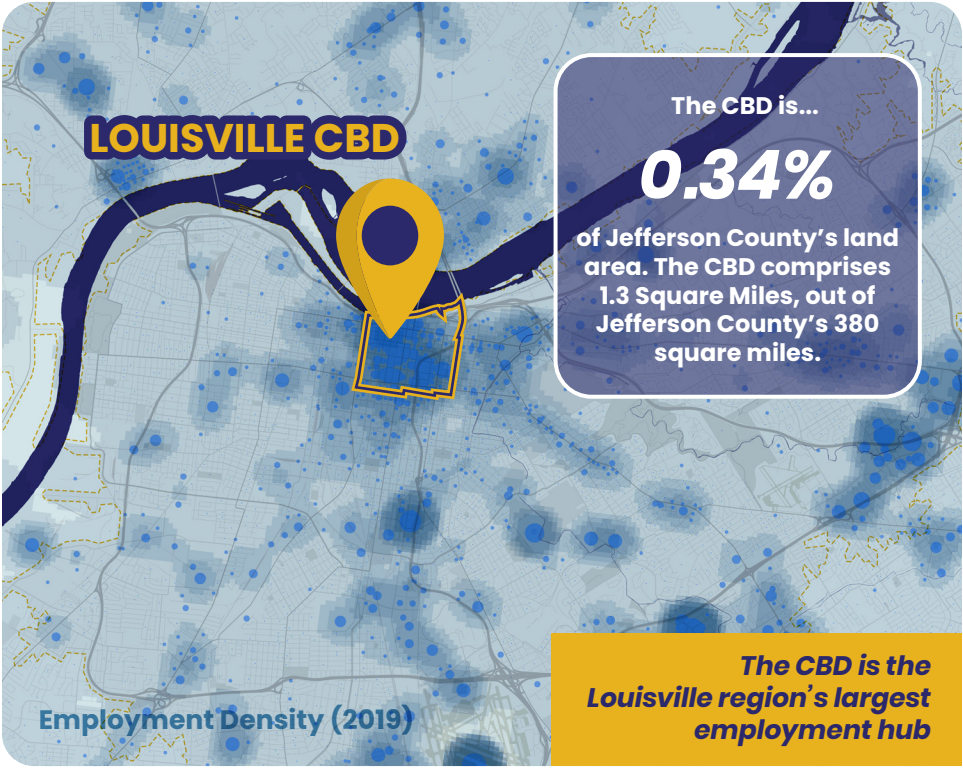 LOUISVILLE CBD
The CBD is...
0.34%
of Jefferson County’s land
area. The CBD comprises
1.3 Square Miles, out of
Jefferson County’s 380
square miles.
Employment Density (2019)
The CBD is the
Louisville region’s largest
employment hub